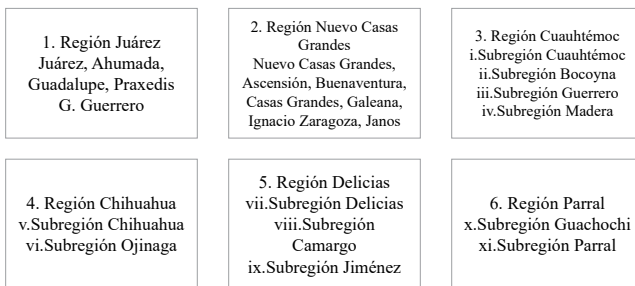 1. Región Juárez
Juárez, Ahumada,
Guadalupe, Praxedis
G. Guerrero
2. Región Nuevo Casas
Grandes
Nuevo Casas Grandes,
Ascensión, Buenaventura,
Casas Grandes, Galeana,
Ignacio Zaragoza, Janos
3. Región Cuauhtémoc
i.Subregión Cuauhtémoc
ii.Subregión Bocoyna
iii.Subregión Guerrero
iv.Subregión Madera
4. Región Chihuahua
v.Subregión Chihuahua
vi.Subregión Ojinaga
5. Región Delicias
vii.Subregión Delicias
viii.Subregión
Camargo
ix.Subregión Jiménez
6. Región Parral
x.Subregión Guachochi
xi.Subregión Parral